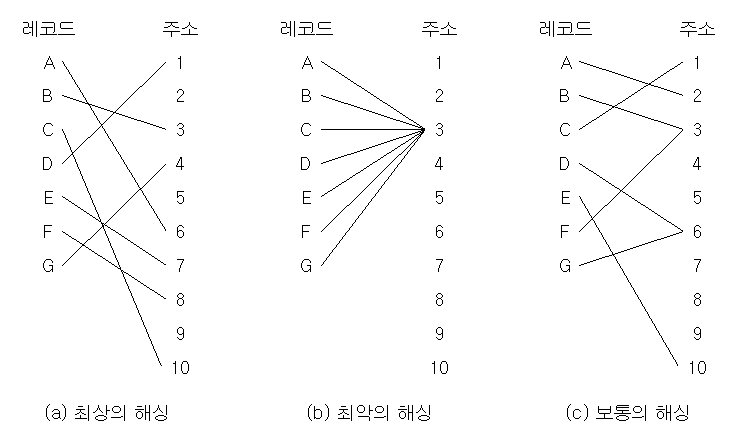 레코드 주소 레코드 주소 레코드 주소
A 1 A 1 A 1
B 2 B 2 B 2
C 3 C 3 C 3
D 4 D 4 D 4
E 5 E 5 E 5
F 6 F 6 F 6
G 7 G 7 G 7
8 8 8
9 9 9
10 10 10
(a) 최상의 해싱 (b) 최악의 해싱 (c) 보통의 해싱